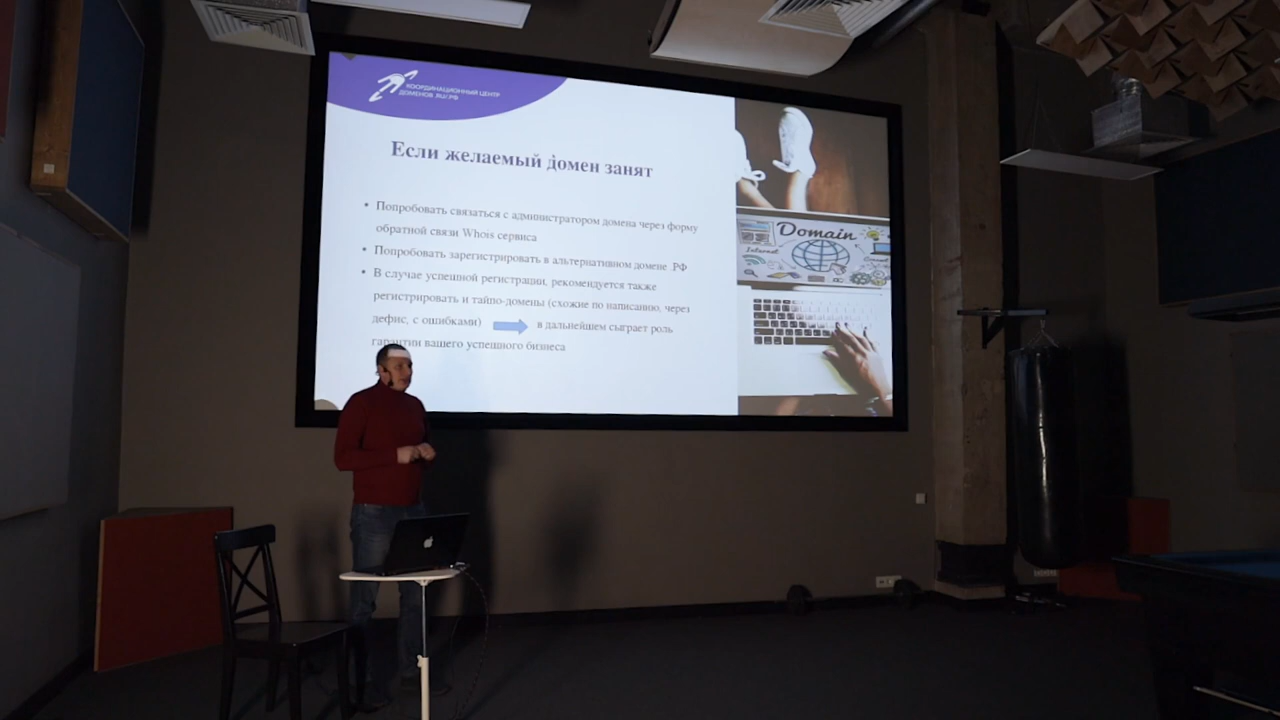 КООРДИНАЦИОННЫЙ ЦЕНТР
ДОМЕНОВ .RU/.РФ
Если желаемый домен занят
• Попробовать связаться с администратором домена через форму
обратной связи Whois сервиса
• Попробовать зарегистрировать в альтернативном домене .РФ
• В случае успешной регистрации, рекомендуется также
регистрировать и тайпо-домены (схожие по написанию, через
дефис, с ошибками) в дальнейшем сыграет роль
гарантии вашего успешного бизнеса
Domain
Internet